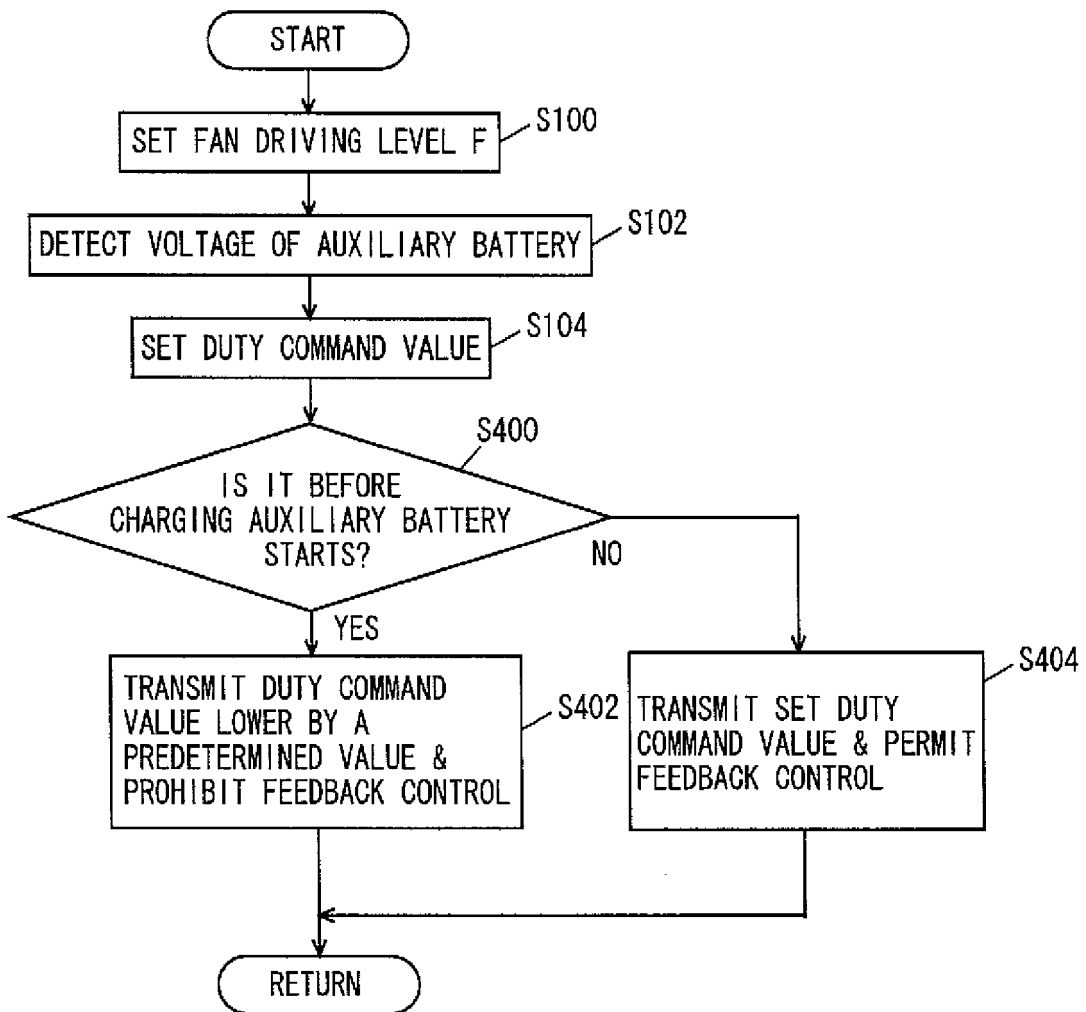 START
SET FAN DRIVING LEVEL F
S100
DETECT VOLTAGE OF AUXILIARY BATTERY
S102
SET DUTY COMMAND VALUE
S104
S400
IS IT BEFORE
CHARGING AUXILIARY BATTERY
STARTS?
NO
YES
TRANSMIT DUTY COMMAND
VALUE LOWER BY A
PREDETERMINED VALUE &
PROHIBIT FEEDBACK CONTROL
S402
TRANSMIT SET DUTY
COMMAND VALUE & PERMIT
FEEDBACK CONTROL
S404
RETURN